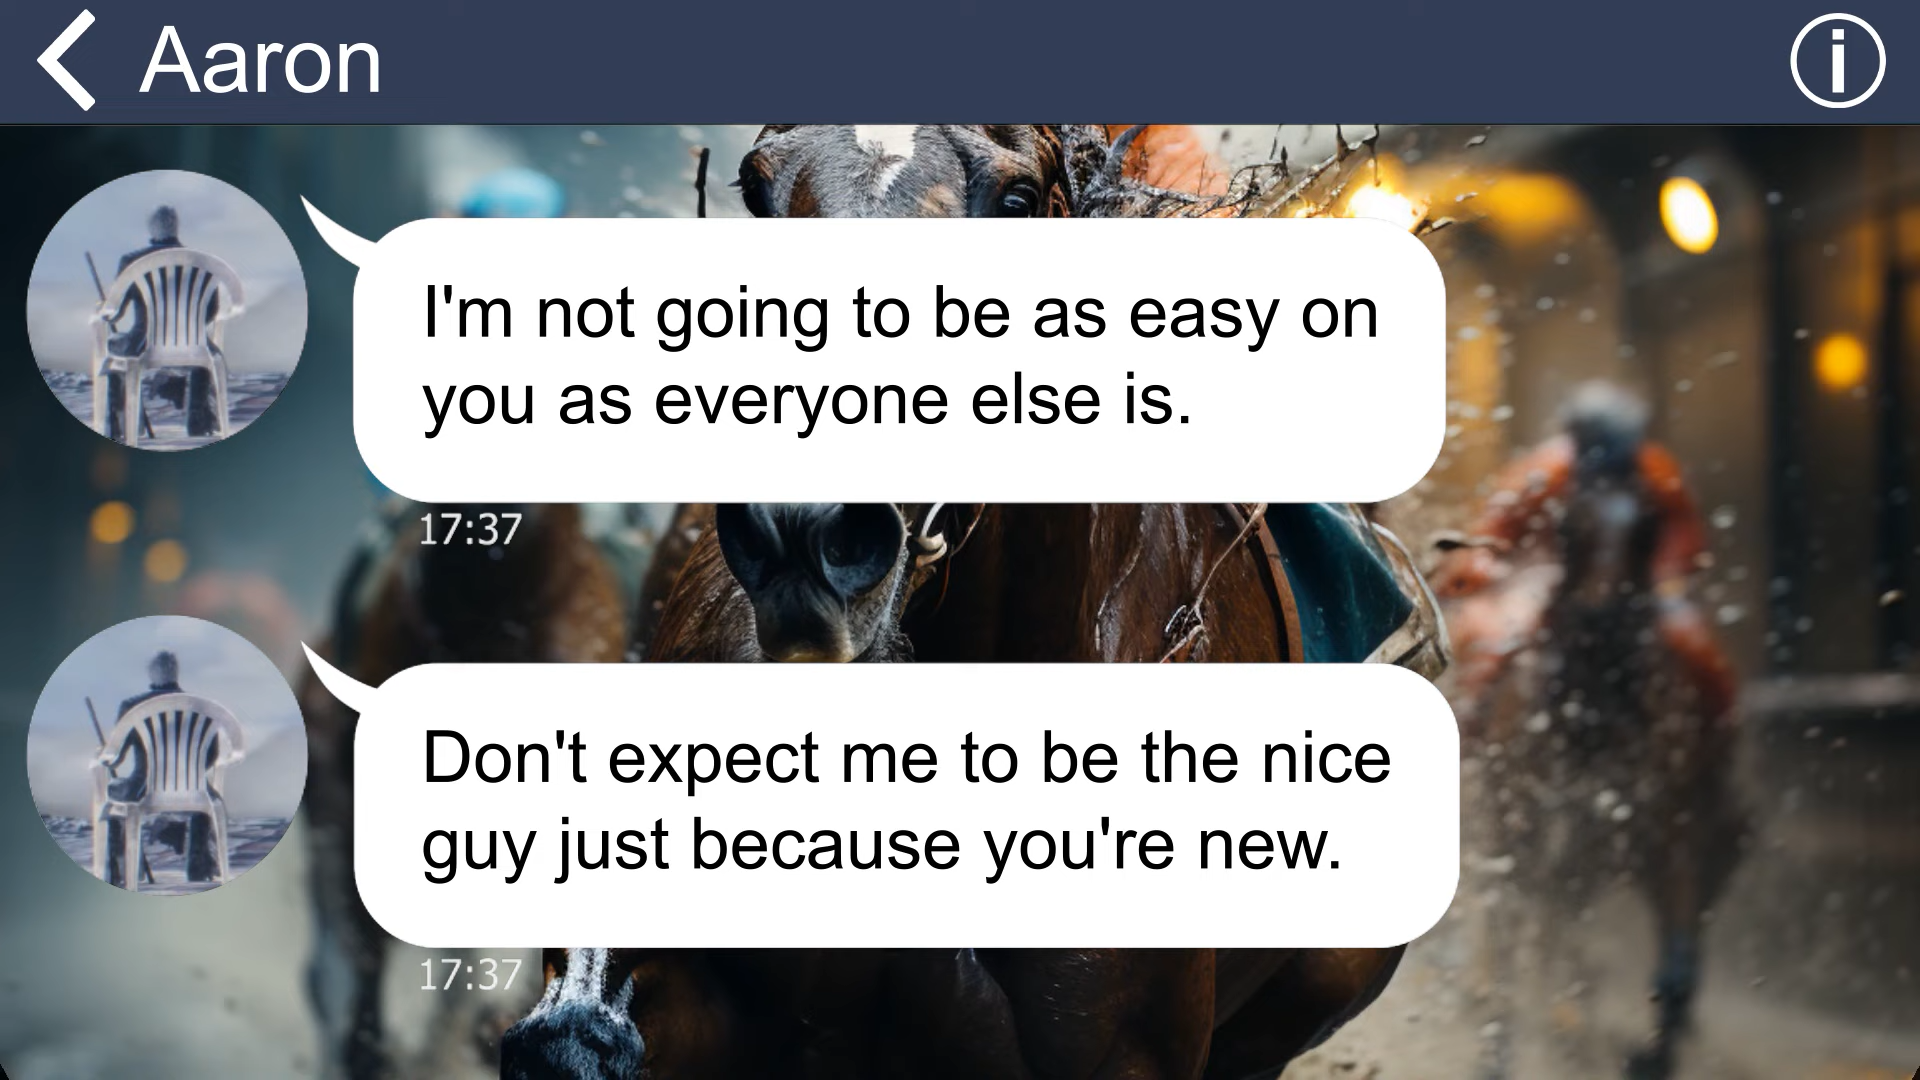 Aaron
I'm not going to be as easy on
you as everyone else is.
17:37
Don't expect me to be the nice
guy just because you're new.
17:37